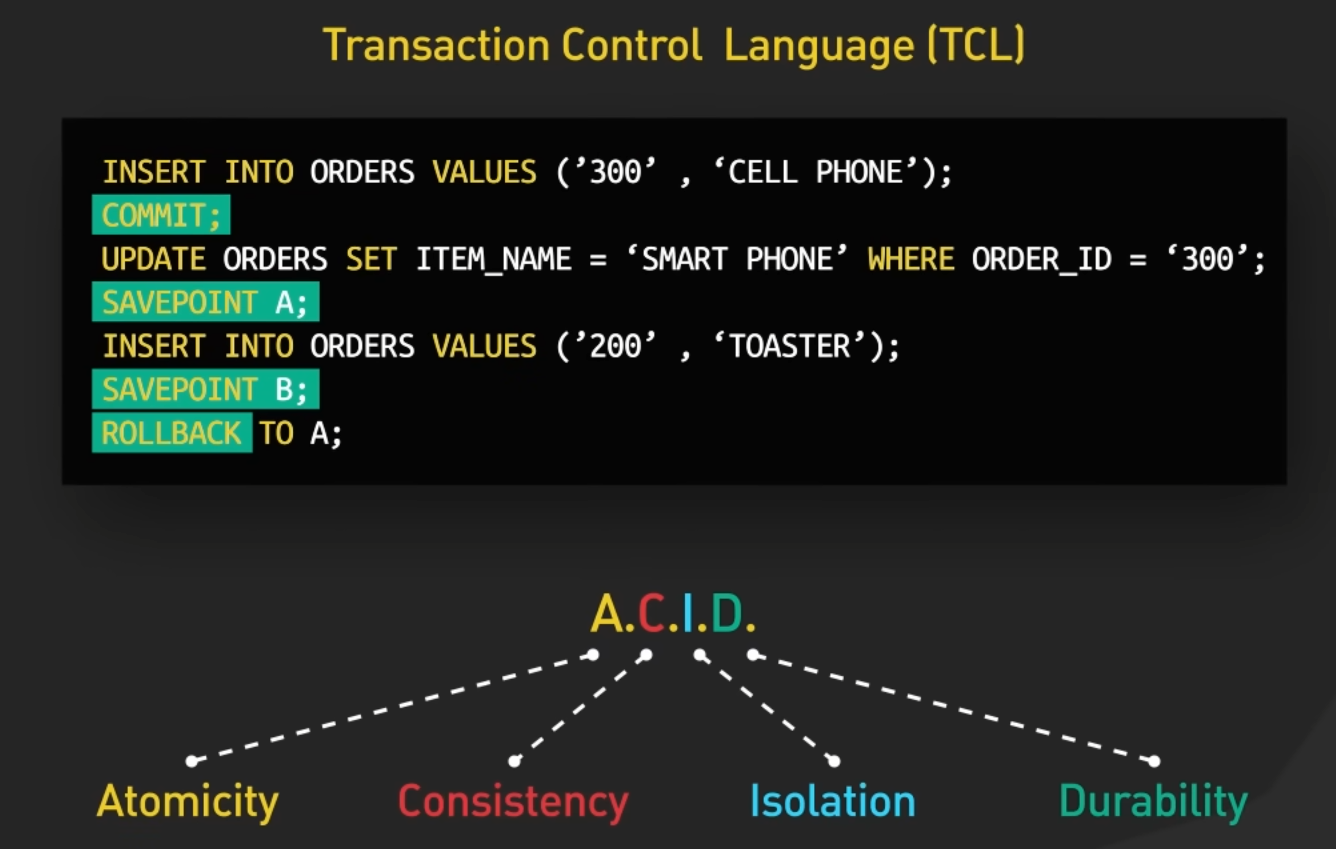 Transaction Control Language (TCL)
INSERT INTO ORDERS VALUES (’300’ , ‘CELL PHONE’);
COMMIT;
UPDATE ORDERS SET ITEM_NAME = ‘SMART PHONE’ WHERE ORDER_ID = ‘300’;
SAVEPOINT A;
INSERT INTO ORDERS VALUES (’200’ , ‘TOASTER’);
SAVEPOINT B;
ROLLBACK TO A;
A.C.I.D.
Atomicity Consistency Isolation Durability